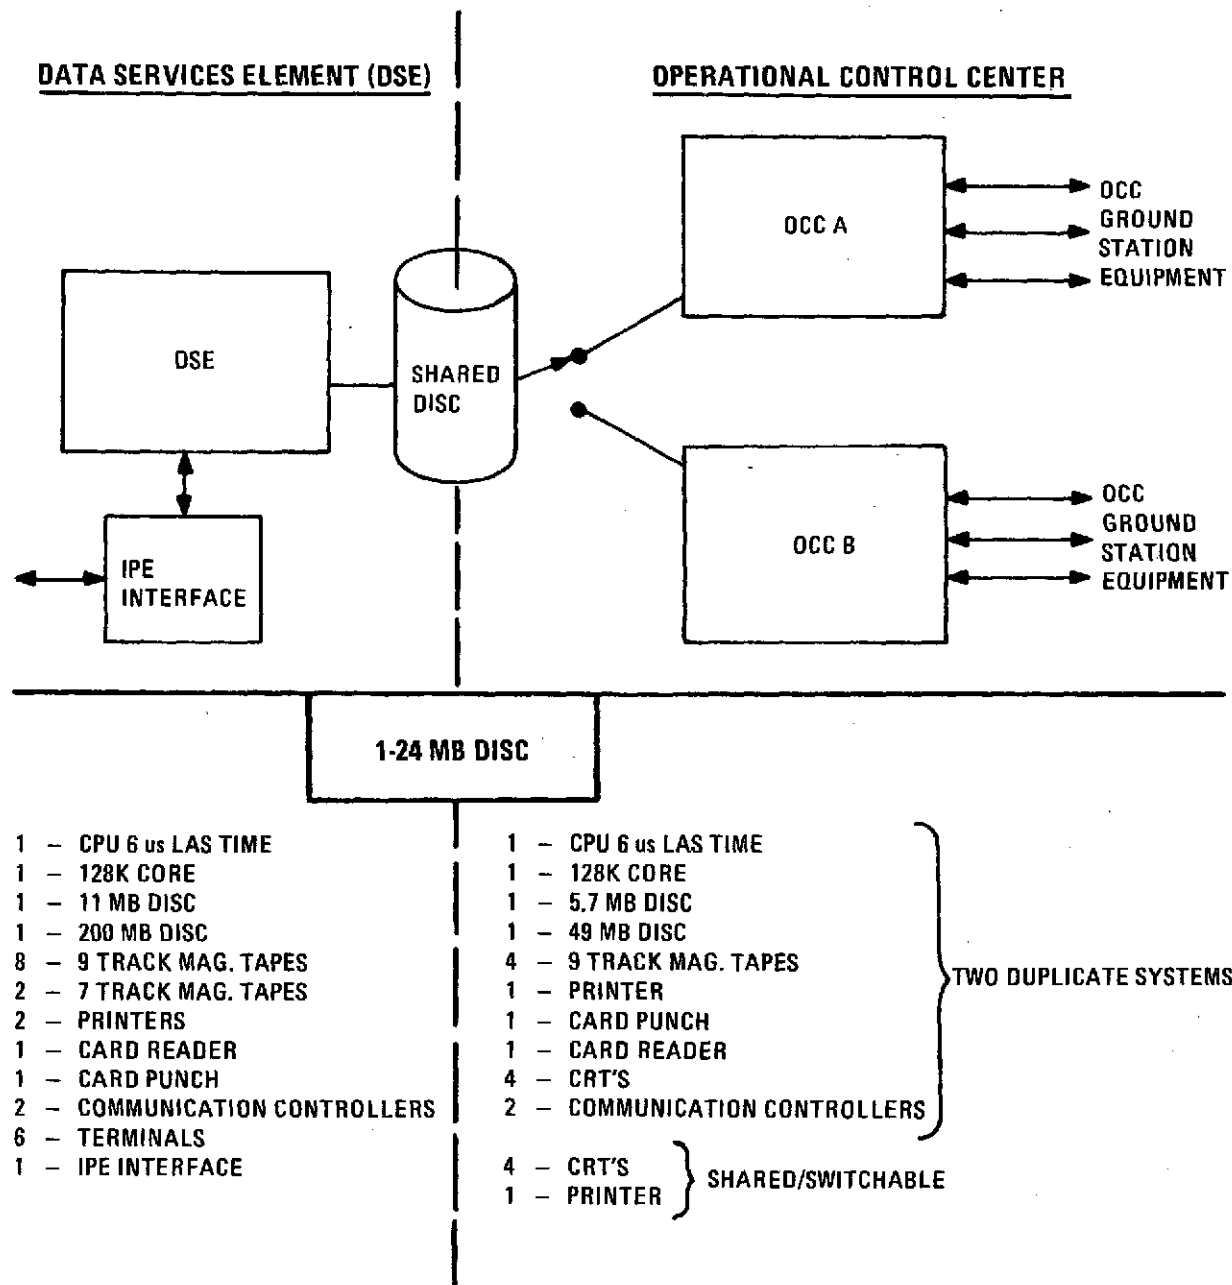 DATA SERVICES ELEMENT (DSE)
OPERATIONAL CONTROL CENTER
OCC A
OCC
GROUND
STATION
EQUIPMENT
DSE
SHARED
DISC
OCC B
OCC
GROUND
STATION
EQUIPMENT
IPE
INTERFACE
1-24 MB DISC
1 – CPU 6 us LAS TIME
1 – 128K CORE
1 – 11 MB DISC
1 – 200 MB DISC
8 – 9 TRACK MAG. TAPES
2 – 7 TRACK MAG. TAPES
2 – PRINTERS
1 – CARD READER
1 – CARD PUNCH
2 – COMMUNICATION CONTROLLERS
6 – TERMINALS
1 – IPE INTERFACE
1 – CPU 6 us LAS TIME
1 – 128K CORE
1 – 5.7 MB DISC
1 – 49 MB DISC
4 – 9 TRACK MAG. TAPES
1 – PRINTER
1 – CARD PUNCH
1 – CARD READER
4 – CRT'S
2 – COMMUNICATION CONTROLLERS
TWO DUPLICATE SYSTEMS
4 – CRT'S
1 – PRINTER
SHARED/SWITCHABLE